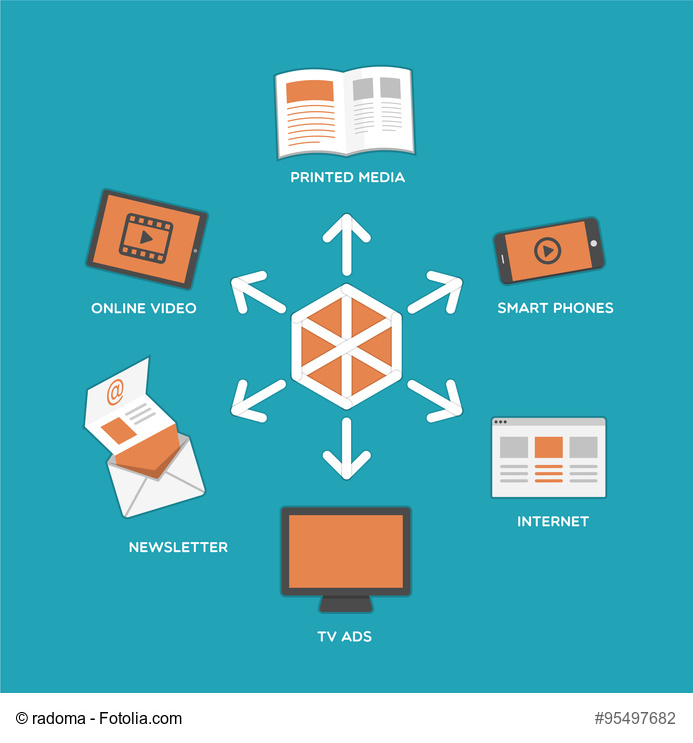 PRINTED MEDIA
ONLINE VIDEO
SMART PHONES
@
INTERNET
NEWSLETTER
TV ADS
© radoma - Fotolia.com
#95497682